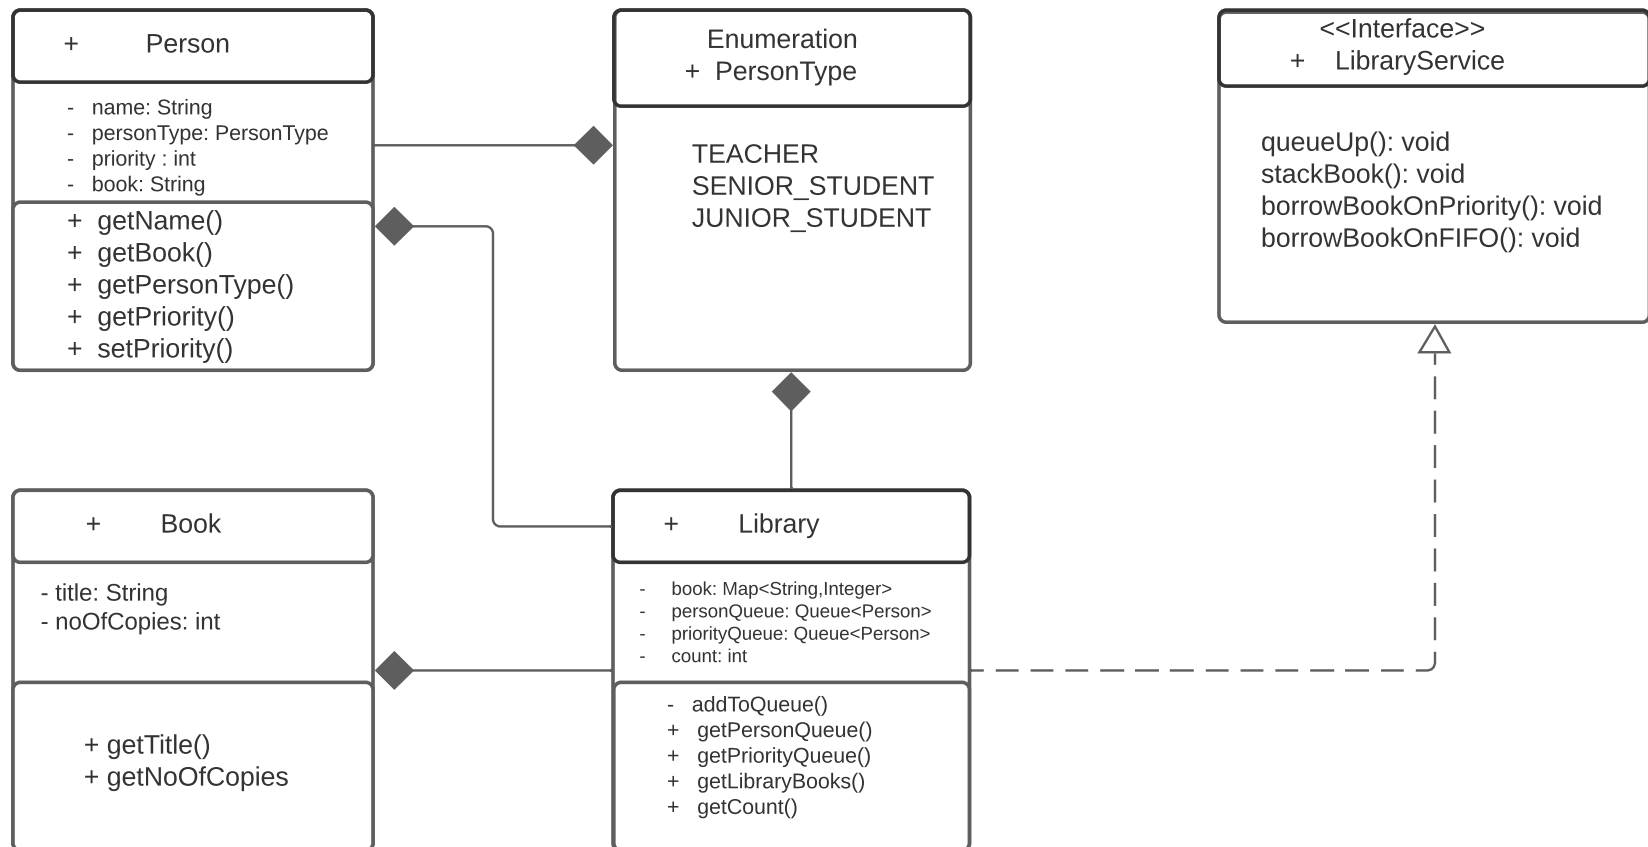 + Person
- name: String
- personType: PersonType
- priority : int
- book: String
+ getName()
+ getBook()
+ getPersonType()
+ getPriority()
+ setPriority()
Enumeration
+ PersonType
TEACHER
SENIOR_STUDENT
JUNIOR_STUDENT
<<Interface>>
+ LibraryService
queueUp(): void
stackBook(): void
borrowBookOnPriority(): void
borrowBookOnFIFO(): void
+ Book
- title: String
- noOfCopies: int
+ getTitle()
+ getNoOfCopies
+ Library
- book: Map<String,Integer>
- personQueue: Queue<Person>
- priorityQueue: Queue<Person>
- count: int
- addToQueue()
+ getPersonQueue()
+ getPriorityQueue()
+ getLibraryBooks()
+ getCount()